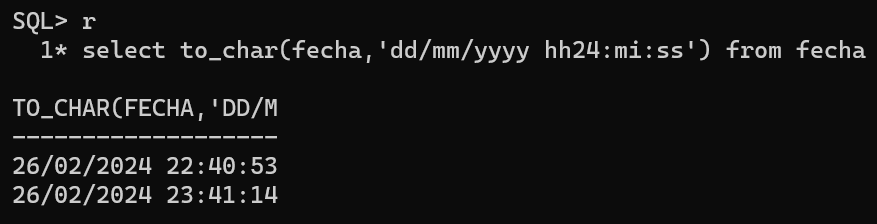 SQL> r
  1* select to_char(fecha,'dd/mm/yyyy hh24:mi:ss') from fecha
TO_CHAR(FECHA,'DD/M
-------------------
26/02/2024 22:40:53
26/02/2024 23:41:14